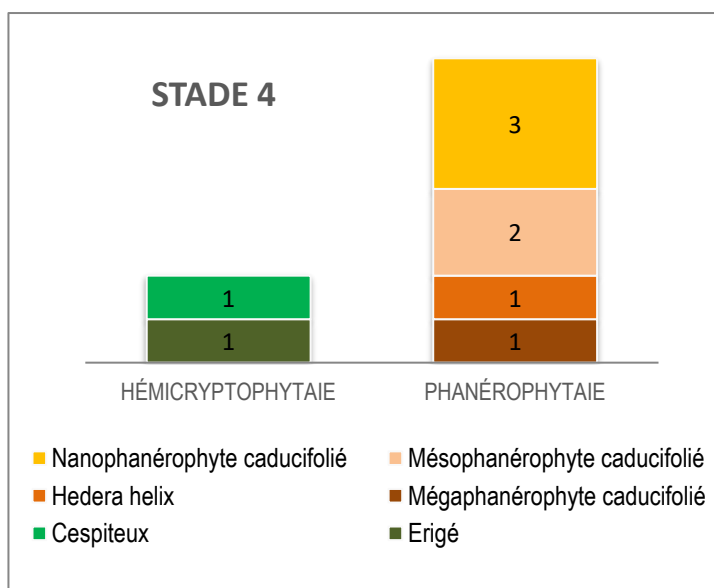 STADE 4
3
2
1
1
1
1
HÉMICRYPTOPHYTAIE PHANÉROPHYTAIE
Nanophanérophyte caducifolié Mésophanérophyte caducifolié
Hedera helix Mégaphanérophyte caducifolié
Cespiteux Erigé